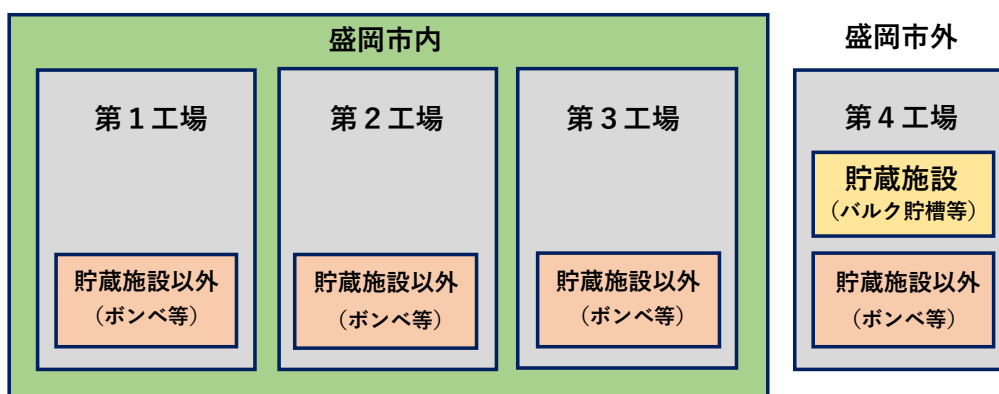 盛岡市内
第1工場
貯蔵施設以外
（ボンベ等）
第2工場
貯蔵施設以外
（ボンベ等）
第3工場
貯蔵施設以外
（ボンベ等）
盛岡市外
第4工場
貯蔵施設
（バルク貯槽等）
貯蔵施設以外
（ボンベ等）